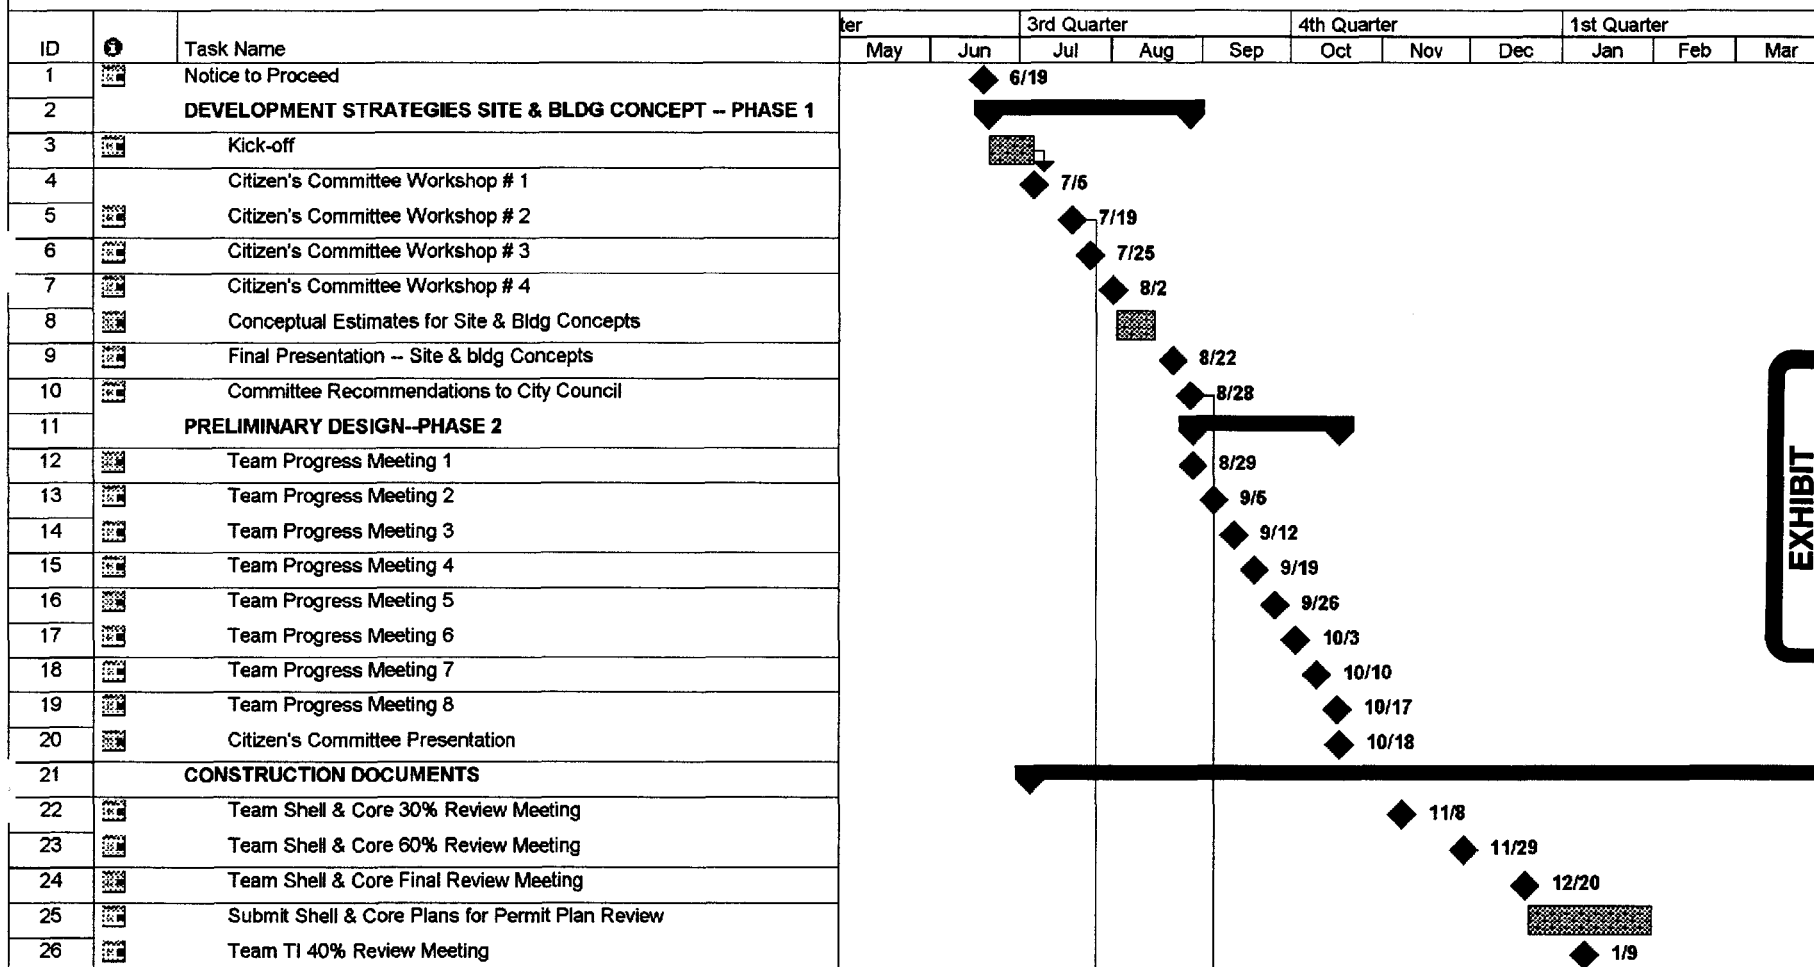 ter 3rd Quarter 4th Quarter 1st Quarter
ID Task Name May Jun Jul Aug Sep Oct Nov Dec Jan Feb Mar
1 Notice to Proceed 6/19
2 DEVELOPMENT STRATEGIES SITE & BLDG CONCEPT -- PHASE 1
3 Kick-off
4 Citizen's Committee Workshop # 1 7/5
5 Citizen's Committee Workshop # 2 7/19
6 Citizen's Committee Workshop # 3 7/25
7 Citizen's Committee Workshop # 4 8/2
8 Conceptual Estimates for Site & Bldg Concepts
9 Final Presentation -- Site & bldg Concepts 8/22
10 Committee Recommendations to City Council 8/28
11 PRELIMINARY DESIGN--PHASE 2
12 Team Progress Meeting 1 8/29
13 Team Progress Meeting 2 9/5
14 Team Progress Meeting 3 9/12
15 Team Progress Meeting 4 9/19
16 Team Progress Meeting 5 9/26
17 Team Progress Meeting 6 10/3
18 Team Progress Meeting 7 10/10
19 Team Progress Meeting 8 10/17
20 Citizen's Committee Presentation 10/18
21 CONSTRUCTION DOCUMENTS
22 Team Shell & Core 30% Review Meeting 11/8
23 Team Shell & Core 60% Review Meeting 11/29
24 Team Shell & Core Final Review Meeting 12/20
25 Submit Shell & Core Plans for Permit Plan Review
26 Team TI 40% Review Meeting 1/9
EXHIBIT